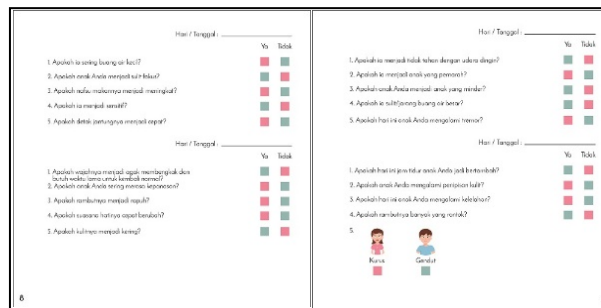 Hari / Tanggal :
Ya Tidak
1. Apakah ia sering buang air kecil?
2. Apakah anak Anda menjadi sulit fokus?
3. Apakah nafsu makannya menjadi meningkat?
4. Apakah ia menjadi sensitif?
5. Apakah detak jantungnya menjadi cepat?
Hari / Tanggal :
Ya Tidak
1. Apakah wajahnya menjadi agak membengkak dan
butuh waktu lama untuk kembali normal?
2. Apakah anak Anda sering merasa kepanasan?
3. Apakah rambutnya menjadi rapuh?
4. Apakah suasana hatinya cepat berubah?
5. Apakah kulitnya menjadi kering?
8
Hari / Tanggal :
Ya Tidak
1. Apakah ia menjadi tidak tahan dengan udara dingin?
2. Apakah ia menjadi anak yang pemarah?
3. Apakah anak Anda menjadi anak yang minder?
4. Apakah ia sulit/jarang buang air besar?
5. Apakah hari ini anak Anda mengalami tremor?
Hari / Tanggal :
Ya Tidak
1. Apakah hari ini jam tidur anak Anda jadi bertambah?
2. Apakah anak Anda mengalami penipisan kulit?
3. Apakah hari ini anak Anda mengalami kelelahan?
4. Apakah rambutnya banyak yang rontok?
5.
Kurus Gendut